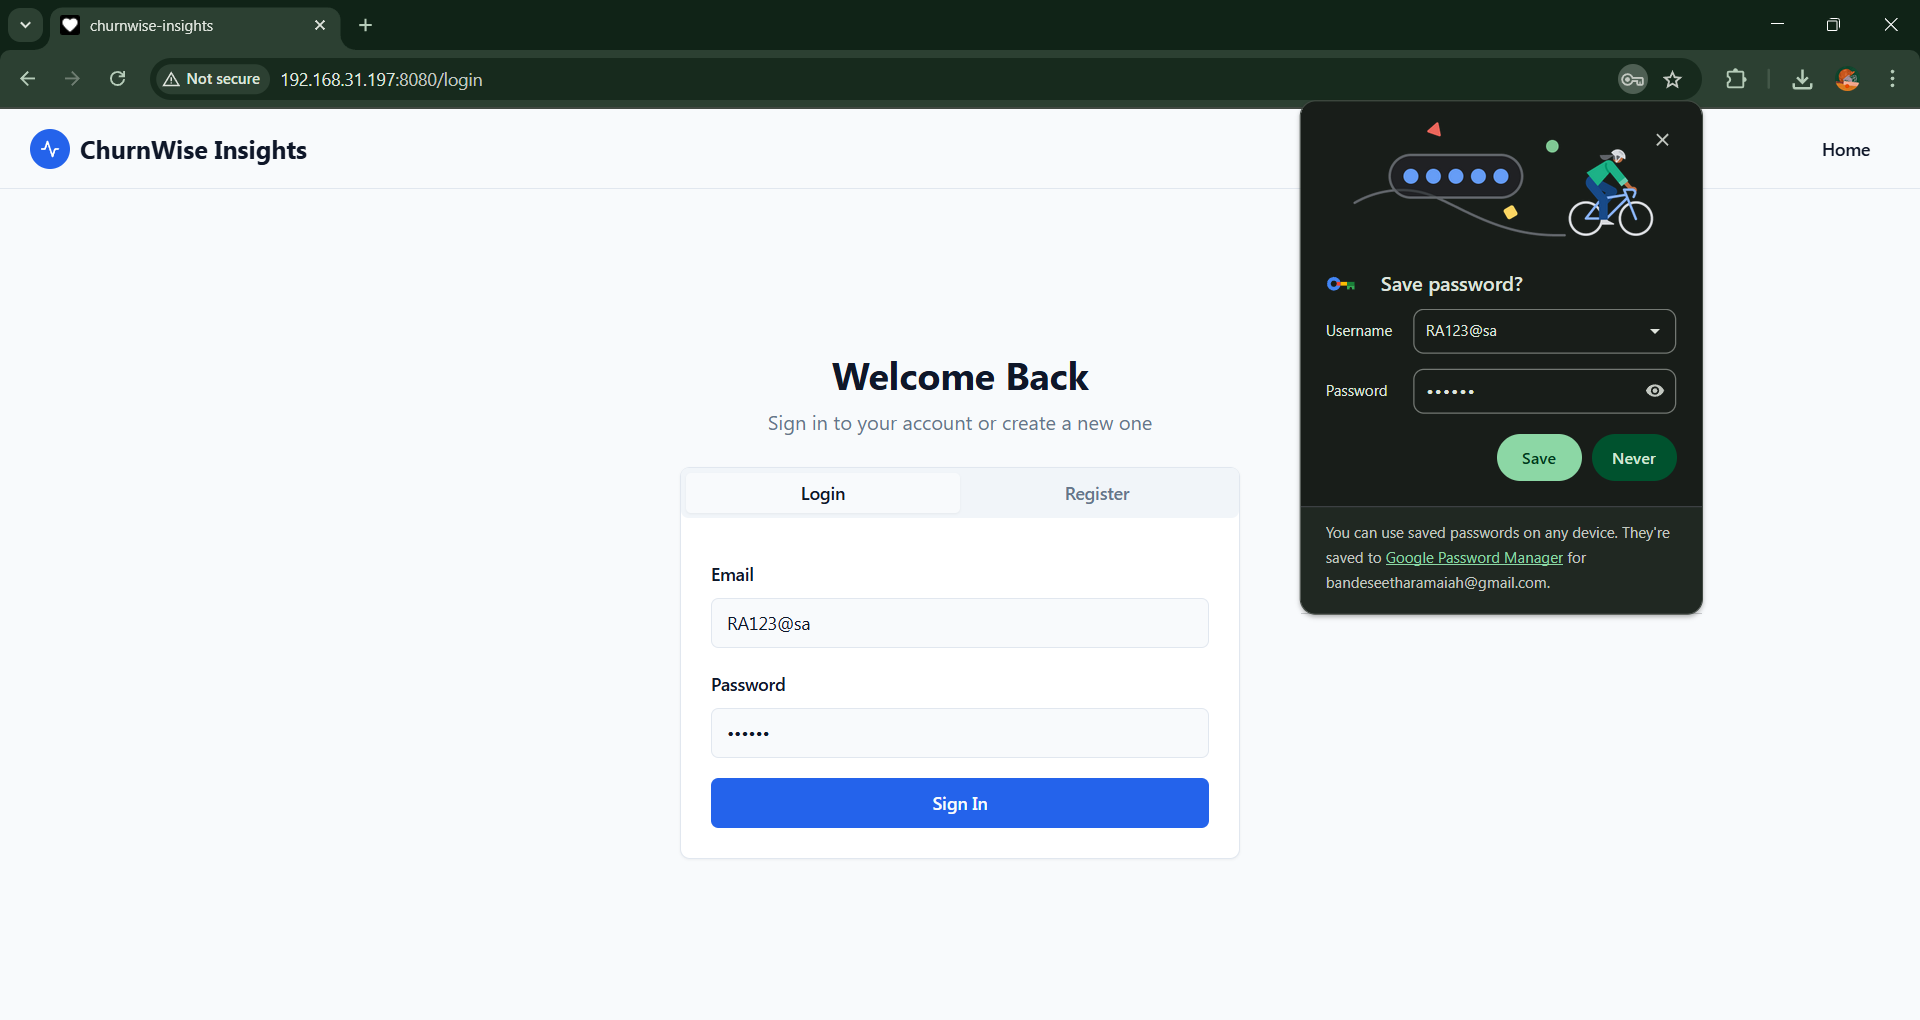 churnwise-insights
Not secure
192.168.31.197:8080/login
ChurnWise Insights
Home
Welcome Back
Sign in to your account or create a new one
Login
Register
Email
RA123@sa
Password
••••••
Sign In
Save password?
Username
RA123@sa
Password
••••••
Save
Never
You can use saved passwords on any device. They're
saved to Google Password Manager for
bandeseetharamaiah@gmail.com.